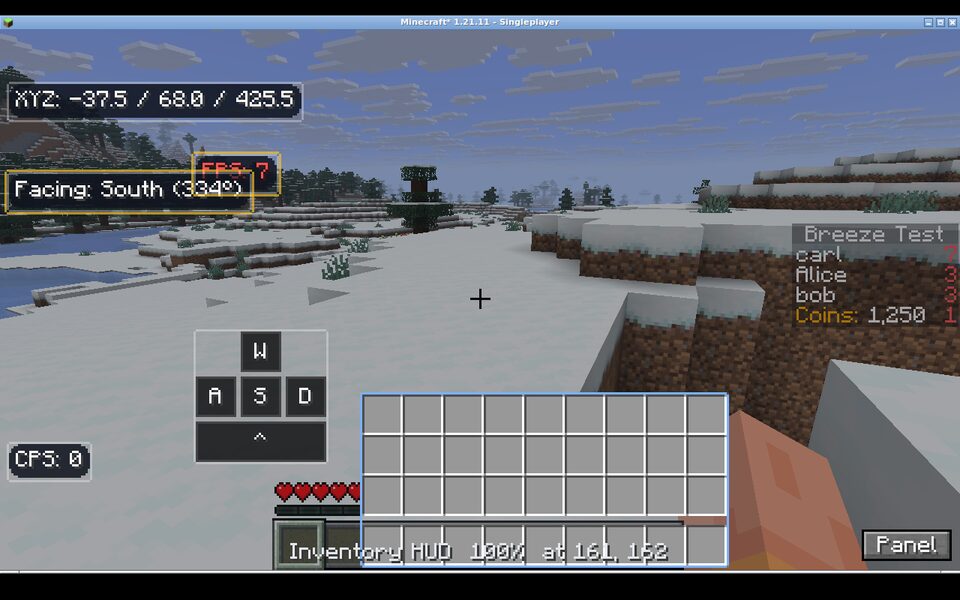 Minecraft* 1.21.11 - Singleplayer
XYZ: -37.5 / 68.0 / 425.5
FPS: 7
Facing: South (334°)
Breeze Test
carl 7
Alice 3
bob 3
Coins: 1,250 1
W
A S D
^
CPS: 0
Inventory HUD 100% at 161, 162
Panel